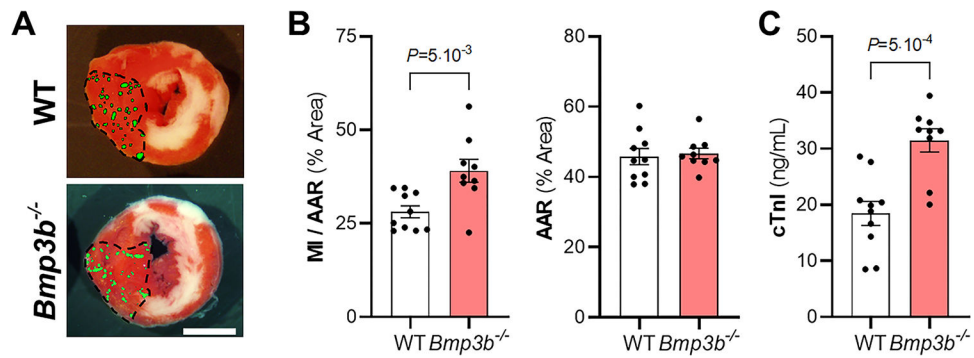 A
WT
Bmp3b-/-
B
MI / AAR (% Area)
75
50
25
0
P=5·10-3
WT Bmp3b-/-
AAR (% Area)
80
60
40
20
0
WT Bmp3b-/-
C
cTnI (ng/mL)
50
40
30
20
10
0
P=5·10-4
WT Bmp3b-/-